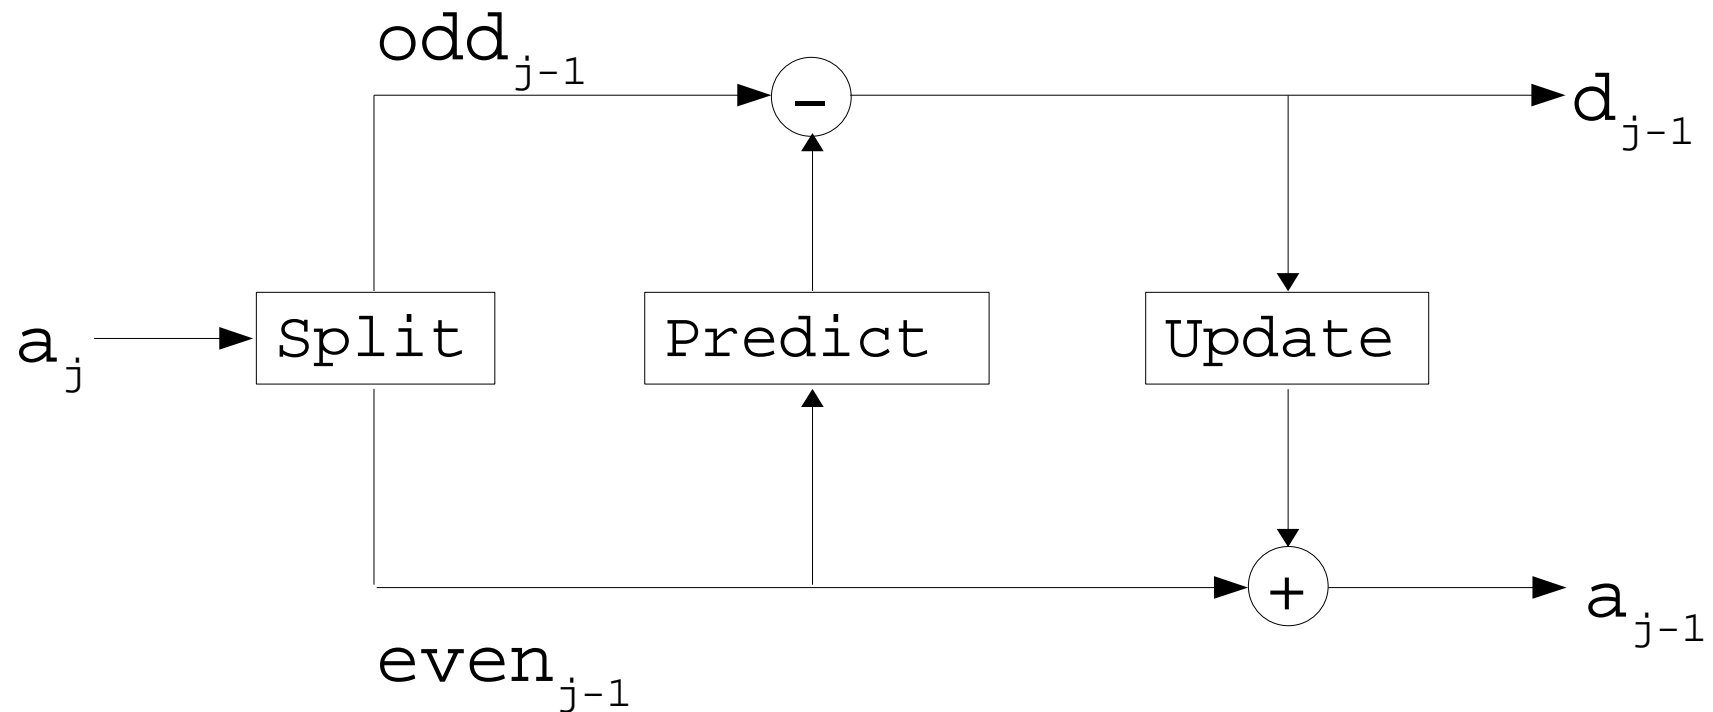 odd j-1
-
d j-1
a j
Split
Predict
Update
+
a j-1
even j-1